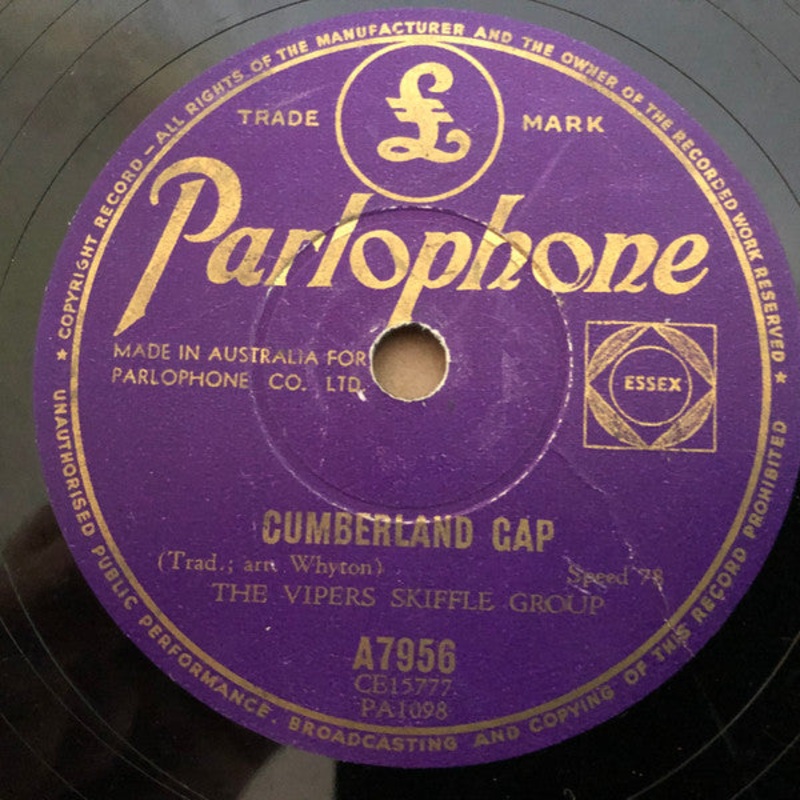 ★ COPYRIGHT RECORD – ALL RIGHTS OF THE MANUFACTURER AND THE OWNER OF THE RECORDED WORK RESERVED ★
£
TRADE MARK
Parlophone
MADE IN AUSTRALIA FOR
PARLOPHONE CO. LTD.
ESSEX
CUMBERLAND GAP
(Trad.; arr. Whyton)
Speed 78
THE VIPERS SKIFFLE GROUP
A7956
CE15777
PA1098
UNAUTHORISED PUBLIC PERFORMANCE. BROADCASTING AND COPYING OF THIS RECORD PROHIBITED